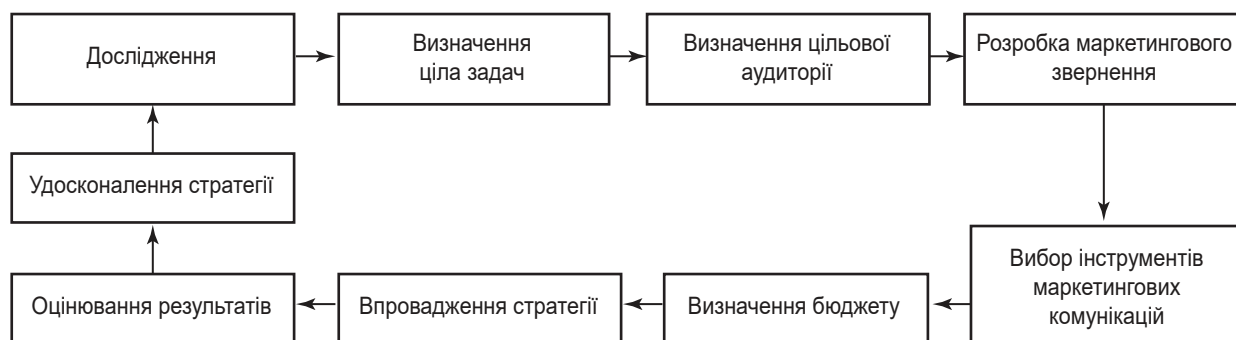 Дослідження
Визначення
ціла задач
Визначення цільової
аудиторії
Розробка маркетингового
звернення
Удосконалення стратегії
Вибор інструментів
маркетингових
комунікацій
Визначення бюджету
Впровадження стратегії
Оцінювання результатів